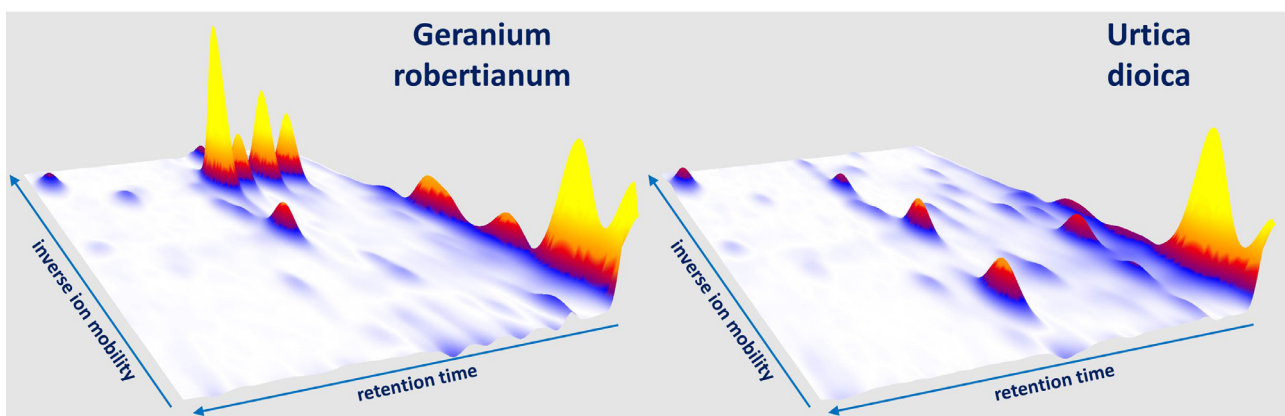 Geranium
robertianum
inverse ion mobility
retention time
Urtica
dioica
inverse ion mobility
retention time